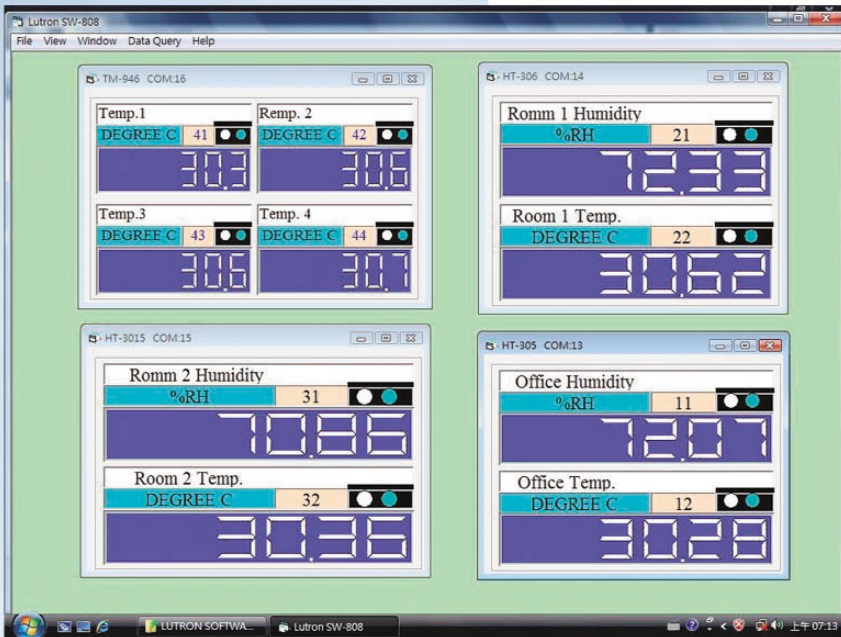 Lutron SW-808
File View Window Data Query Help
TM-946 COM:16
Temp.1 Remp. 2
DEGREE C 41 DEGREE C 42
30.3 30.6
Temp.3 Temp. 4
DEGREE C 43 DEGREE C 44
30.6 30.7
HT-306 COM:14
Romm 1 Humidity
%RH 21
72.33
Room 1 Temp.
DEGREE C 22
30.62
HT-3015 COM:15
Romm 2 Humidity
%RH 31
70.86
Room 2 Temp.
DEGREE C 32
30.36
HT-305 COM:13
Office Humidity
%RH 11
72.07
Office Temp.
DEGREE C 12
30.28
LUTRON SOFTWA... Lutron SW-808 上午 07:13